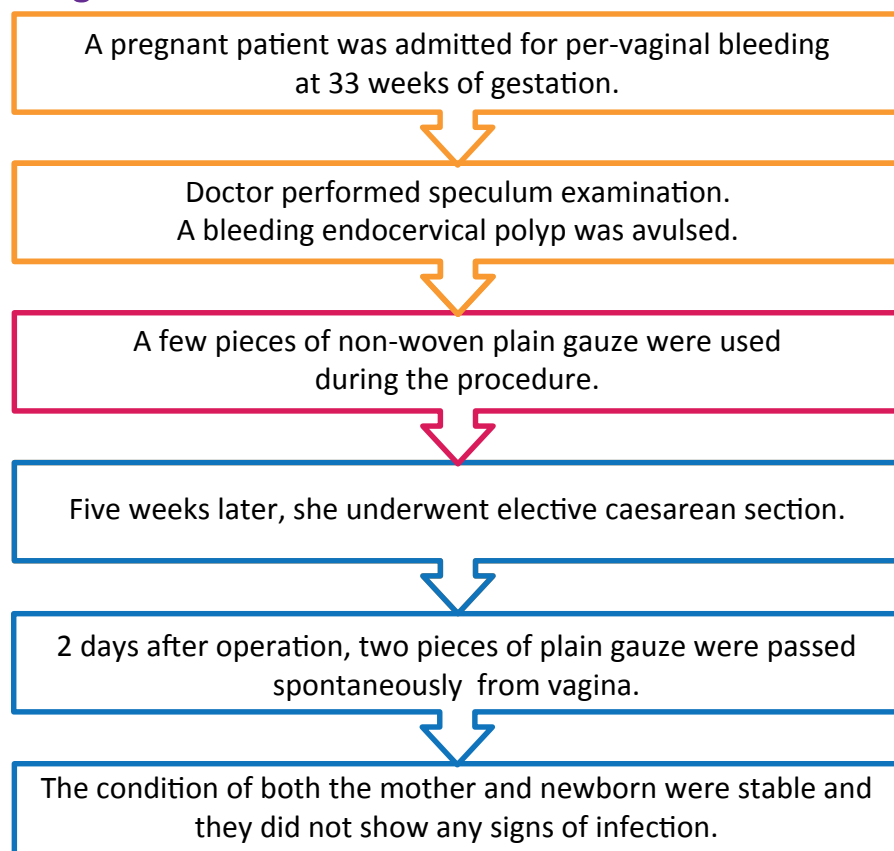 A pregnant patient was admitted for per-vaginal bleeding
at 33 weeks of gestation.
Doctor performed speculum examination.
A bleeding endocervical polyp was avulsed.
A few pieces of non-woven plain gauze were used
during the procedure.
Five weeks later, she underwent elective caesarean section.
2 days after operation, two pieces of plain gauze were passed
spontaneously from vagina.
The condition of both the mother and newborn were stable and
they did not show any signs of infection.